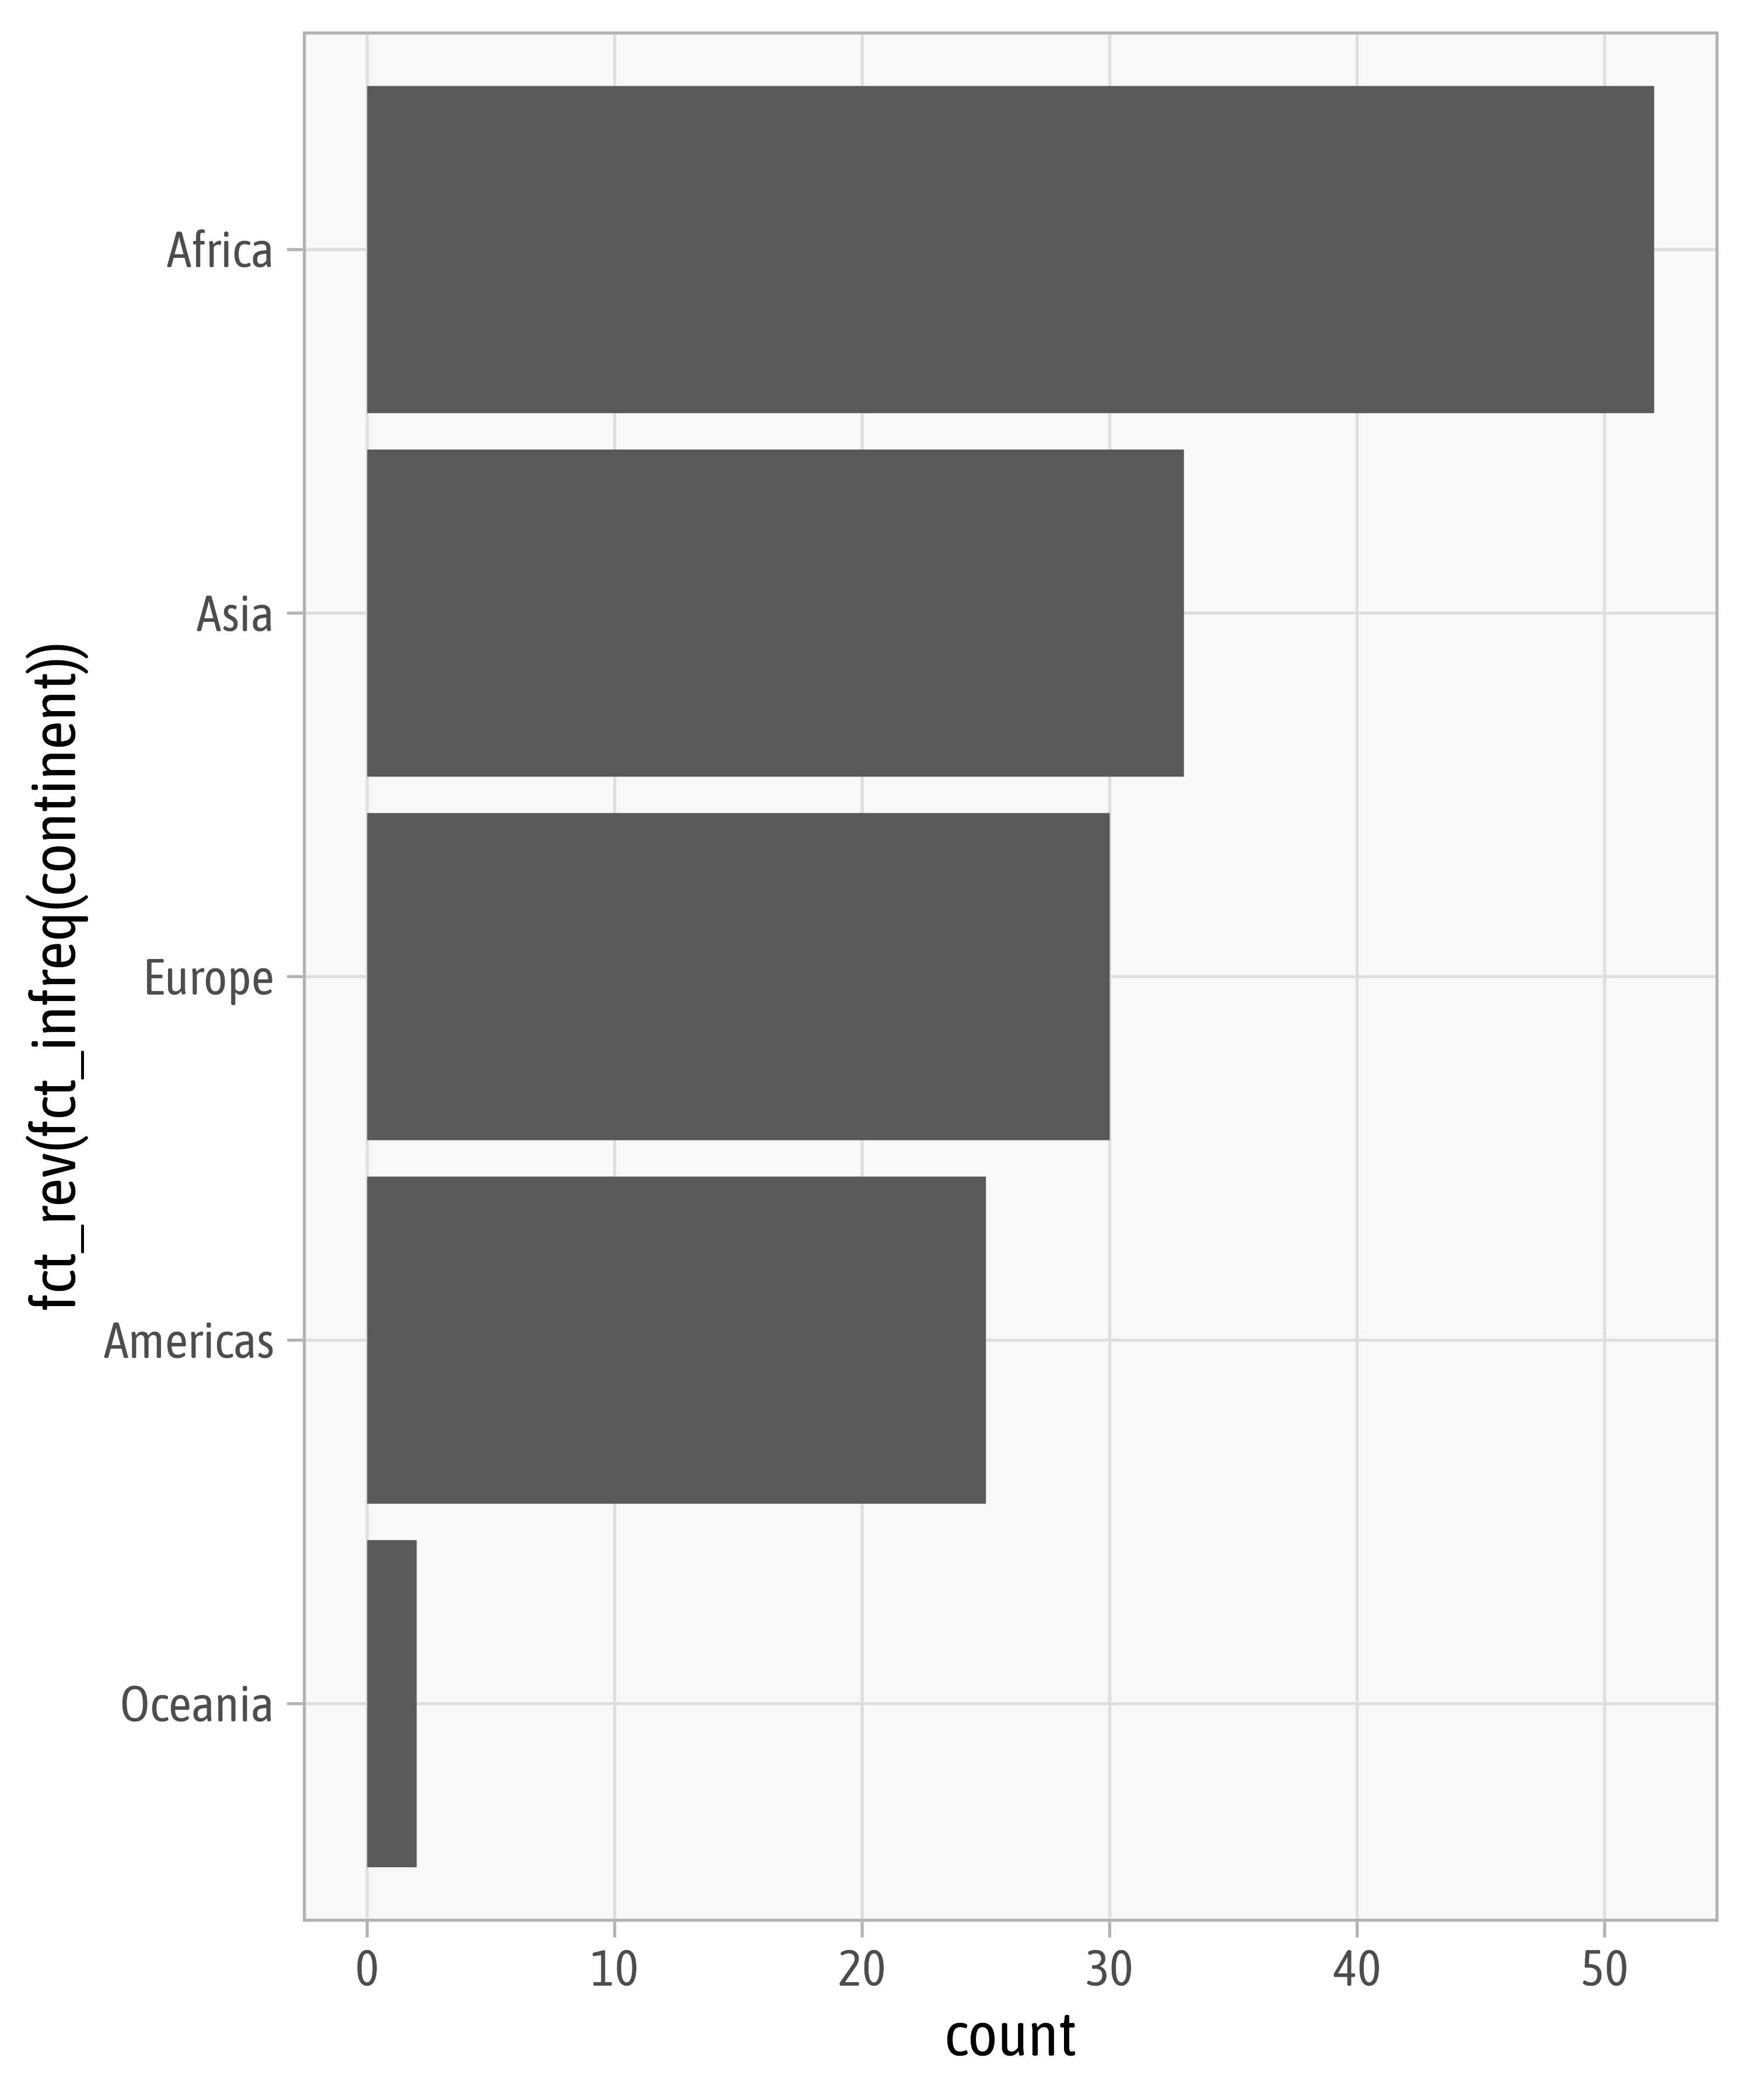 fct_rev(fct_infreq(continent))
Africa
Asia
Europe
Americas
Oceania
0 10 20 30 40 50
count